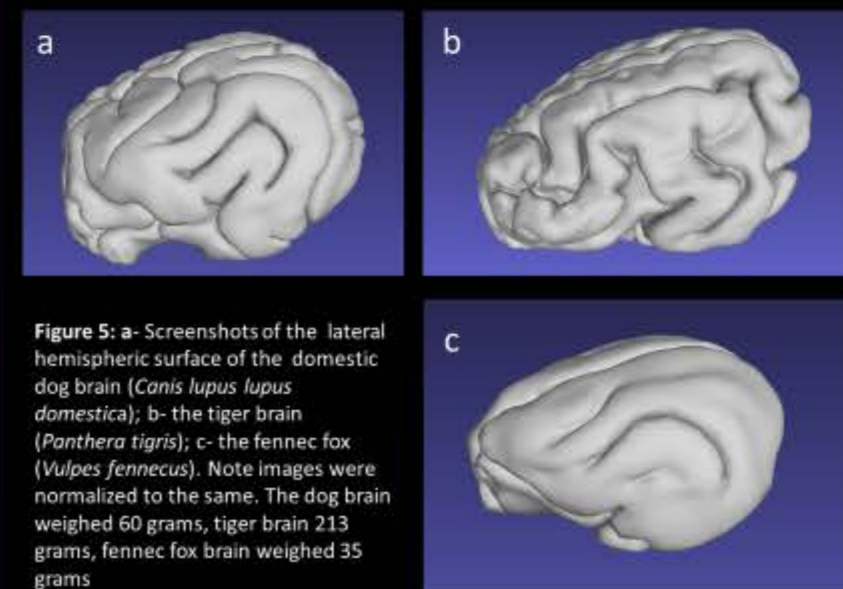 a
b
Figure 5: a- Screenshots of the lateral
hemispheric surface of the domestic
dog brain (Canis lupus lupus
domestica); b- the tiger brain
(Panthera tigris); c- the fennec fox
(Vulpes fennecus). Note images were
normalized to the same. The dog brain
weighed 60 grams, tiger brain 213
grams, fennec fox brain weighed 35
grams
c